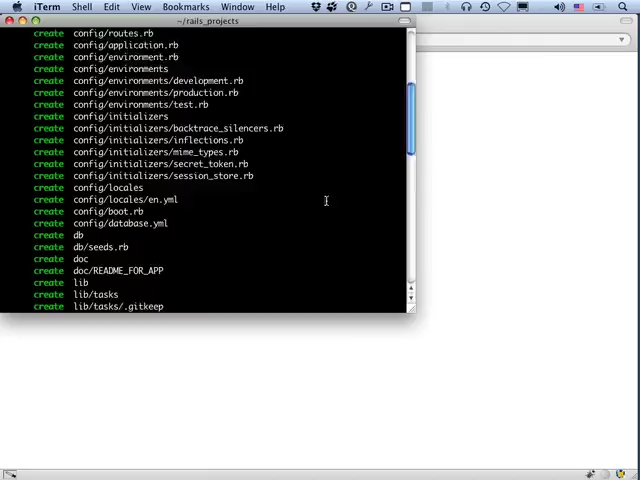 iTerm Shell Edit View Bookmarks Window Help
~/rails_projects
create config/routes.rb
create config/application.rb
create config/environment.rb
create config/environments
create config/environments/development.rb
create config/environments/production.rb
create config/environments/test.rb
create config/initializers
create config/initializers/backtrace_silencers.rb
create config/initializers/inflections.rb
create config/initializers/mime_types.rb
create config/initializers/secret_token.rb
create config/initializers/session_store.rb
create config/locales
create config/locales/en.yml
create config/boot.rb
create config/database.yml
create db
create db/seeds.rb
create doc
create doc/README_FOR_APP
create lib
create lib/tasks
create lib/tasks/.gitkeep